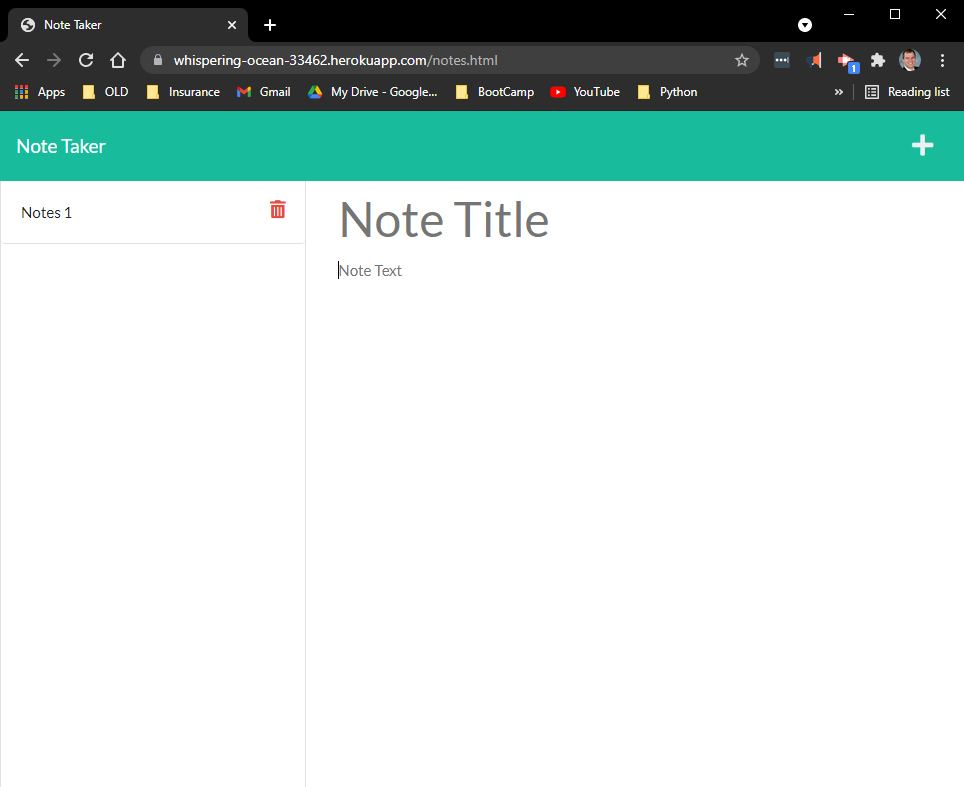 Note Taker
whispering-ocean-33462.herokuapp.com/notes.html
1
Apps OLD Insurance Gmail My Drive - Google... BootCamp YouTube Python » Reading list
Note Taker
Notes 1
Note Title
Note Text